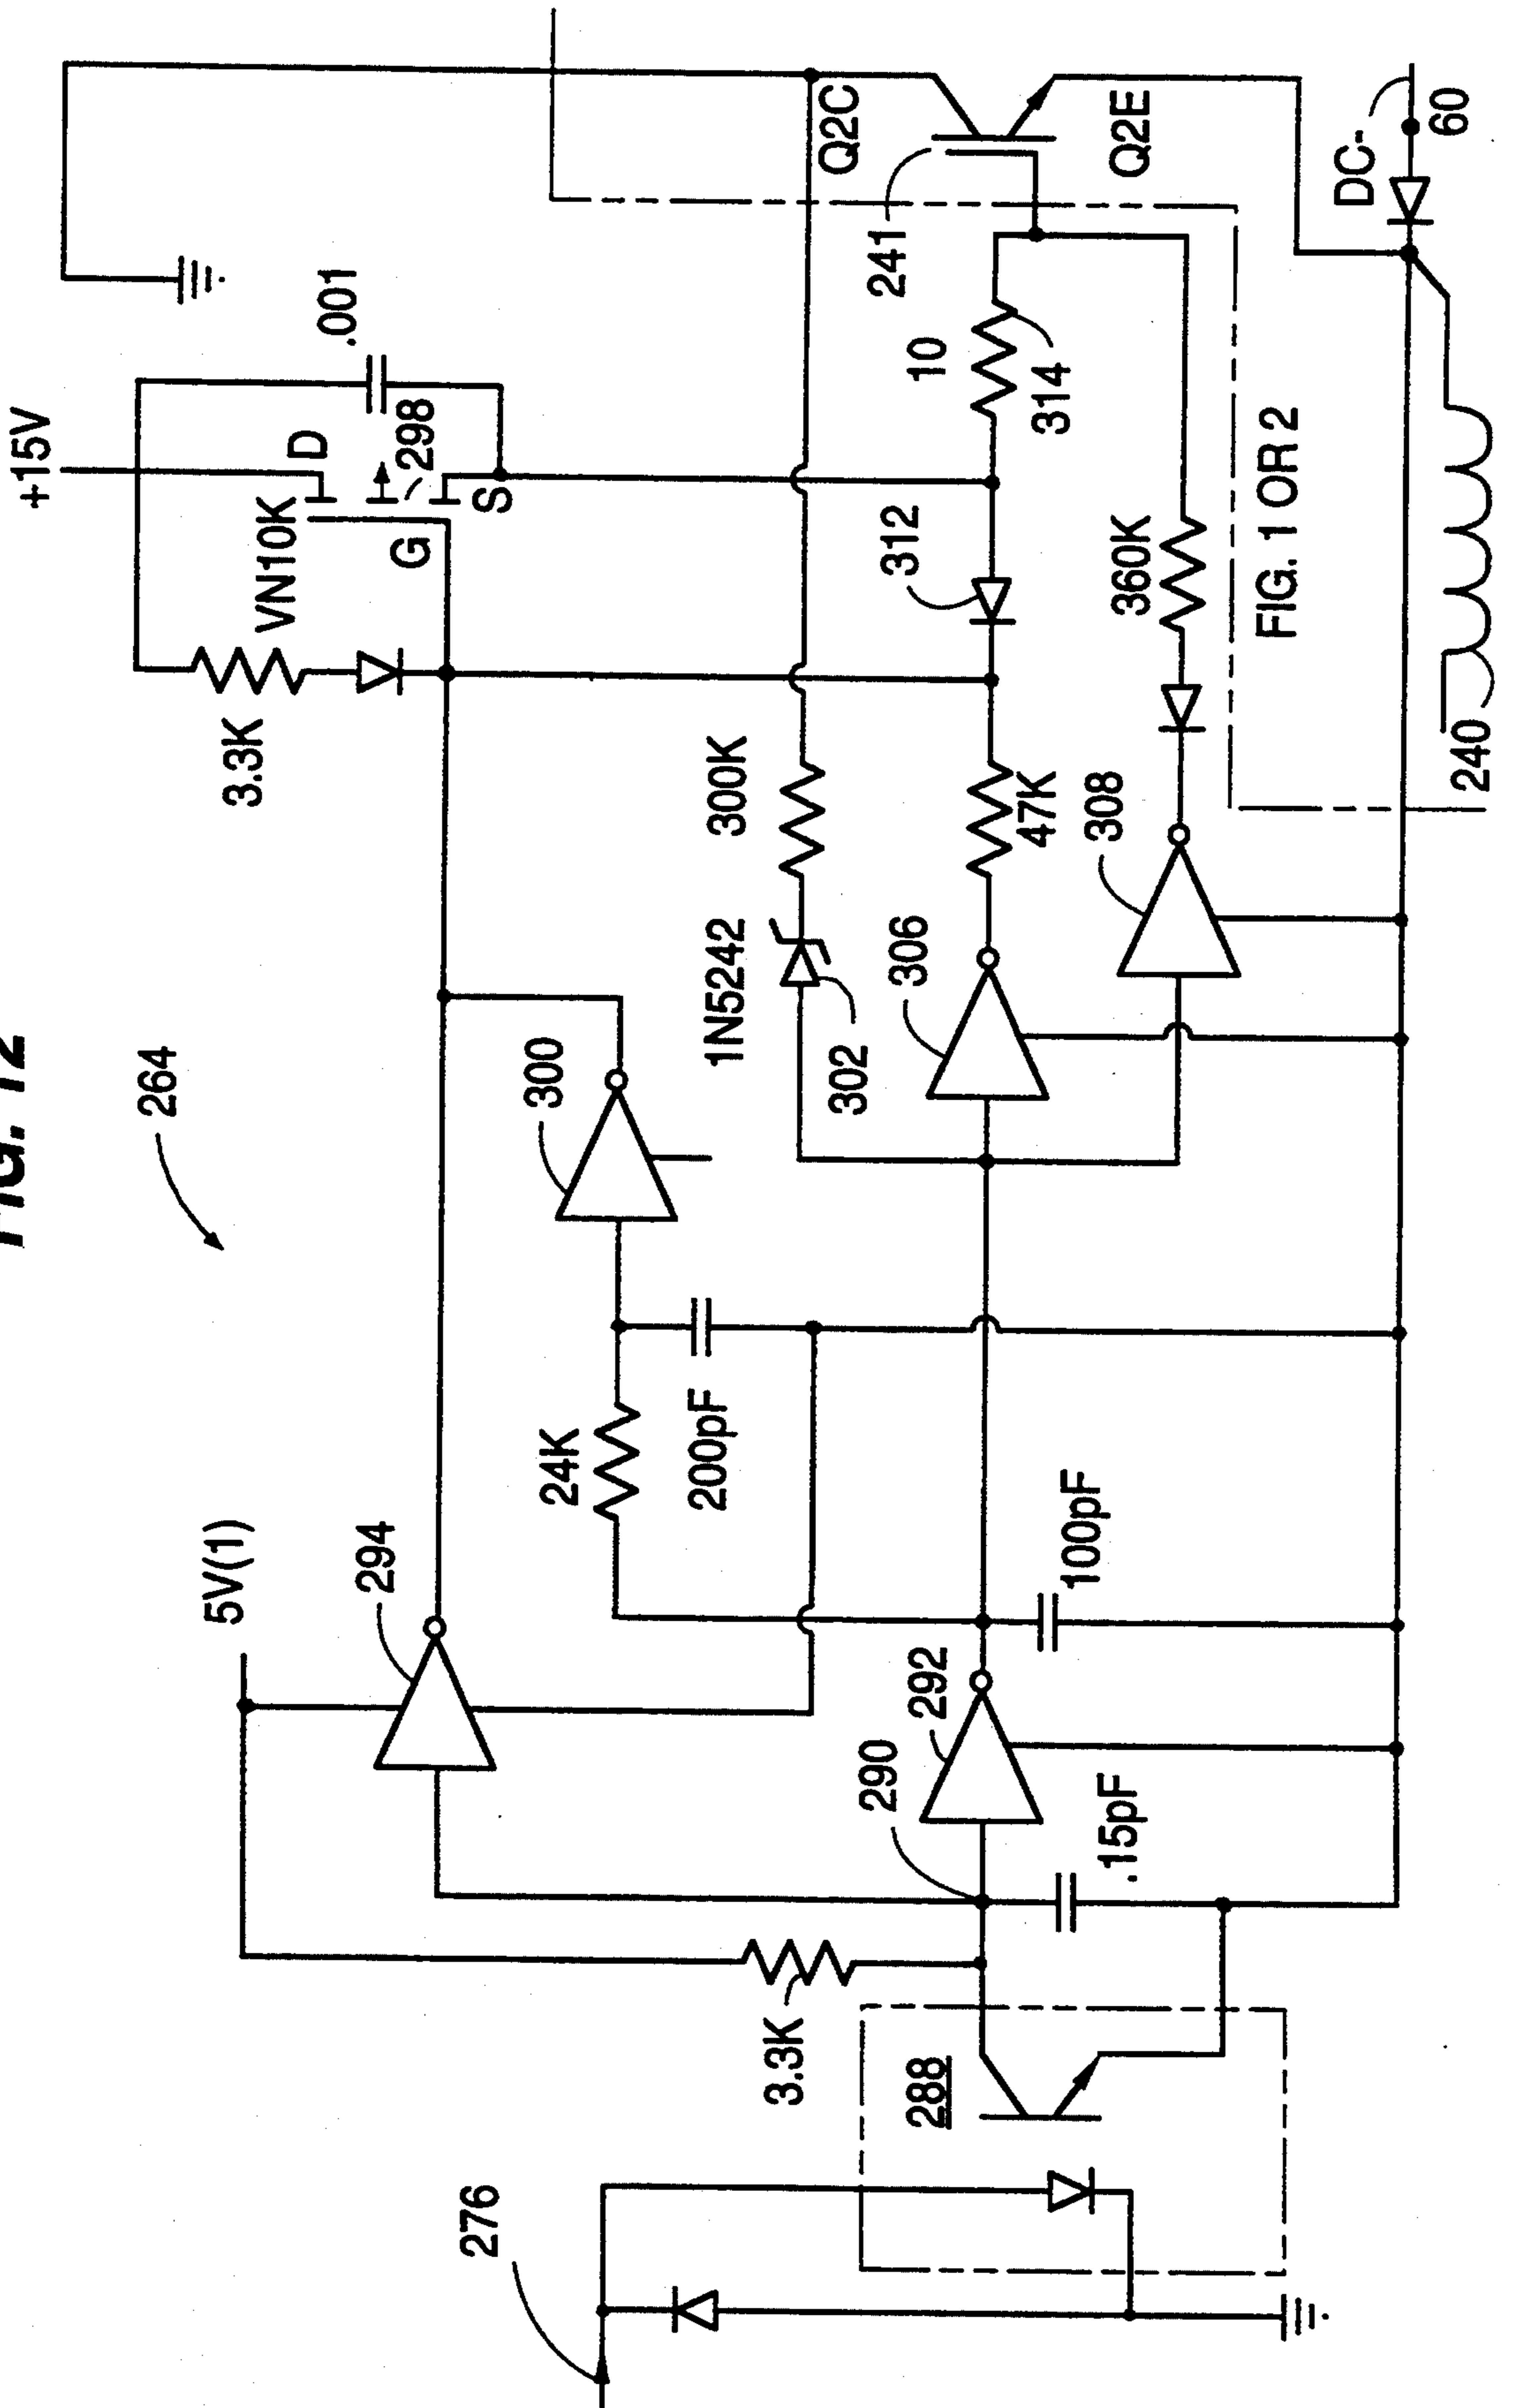 FIG. 12
264
+15V
VN10K
D
G
S
298
.001
3.3K
5V(1)
294
300
24K
200pF
1N5242
302
300K
Q2C
241
Q2E
10
314
312
306
47K
308
360K
FIG. 1 OR 2
DC-
60
240
276
288
3.3K
290
292
.15pF
100pF